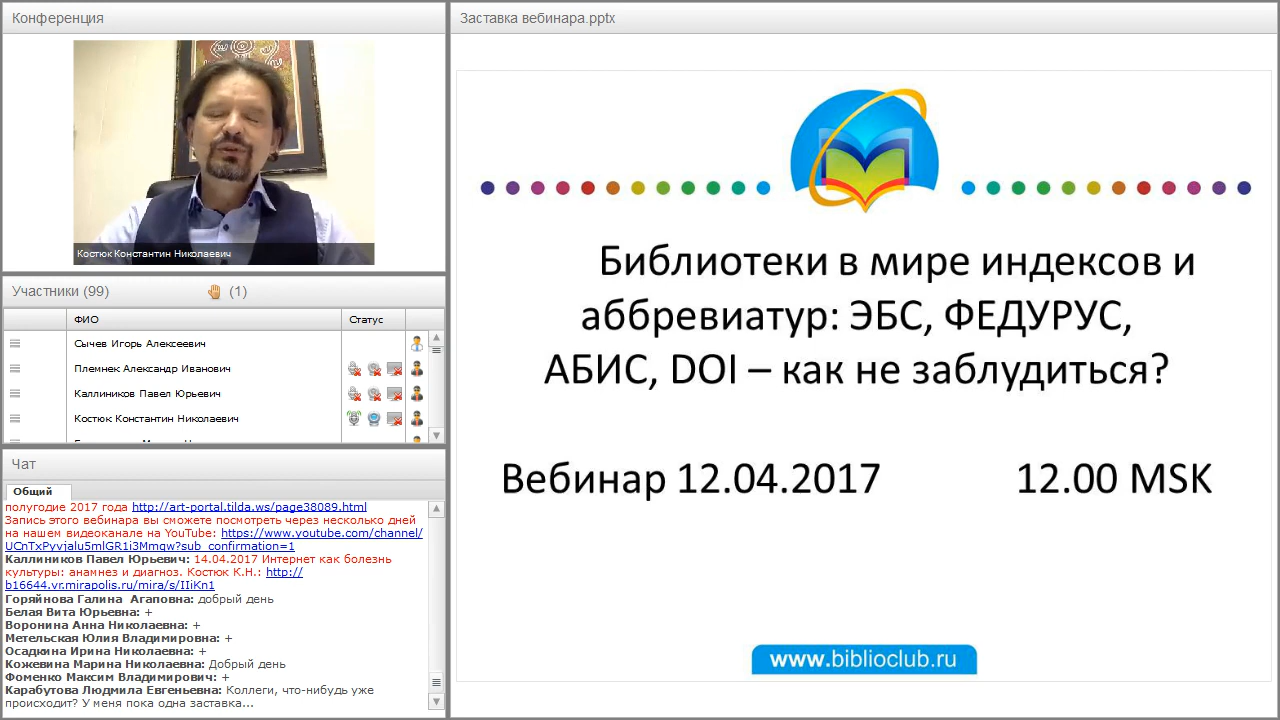 Конференция
Костюк Константин Николаевич
Участники (99)
(1)
ФИО
Статус
Сычев Игорь Алексеевич
Племнек Александр Иванович
Каллиников Павел Юрьевич
Костюк Константин Николаевич
Чат
Общий
полугодие 2017 года http://art-portal.tilda.ws/page38089.html
Запись этого вебинара вы сможете посмотреть через несколько дней
на нашем видеоканале на YouTube: https://www.youtube.com/channel/
UCnTxPyvjalu5mlGR1i3Mmqw?sub_confirmation=1
Каллиников Павел Юрьевич: 14.04.2017 Интернет как болезнь
культуры: анамнез и диагноз. Костюк К.Н.: http://
b16644.vr.mirapolis.ru/mira/s/IIiKn1
Горяйнова Галина Агаповна: добрый день
Белая Вита Юрьевна: +
Воронина Анна Николаевна: +
Метельская Юлия Владимировна: +
Осадкина Ирина Николаевна: +
Кожевина Марина Николаевна: Добрый день
Фоменко Максим Владимирович: +
Карабутова Людмила Евгеньевна: Коллеги, что-нибудь уже
происходит? У меня пока одна заставка...
Заставка вебинара.pptx
Библиотеки в мире индексов и
аббревиатур: ЭБС, ФЕДУРУС,
АБИС, DOI – как не заблудиться?
Вебинар 12.04.2017 12.00 MSK
www.biblioclub.ru